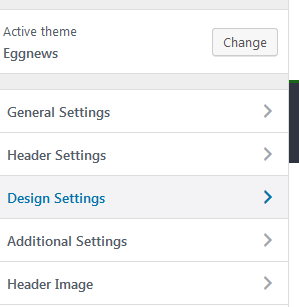 Active theme
Eggnews
Change
General Settings
Header Settings
Design Settings
Additional Settings
Header Image